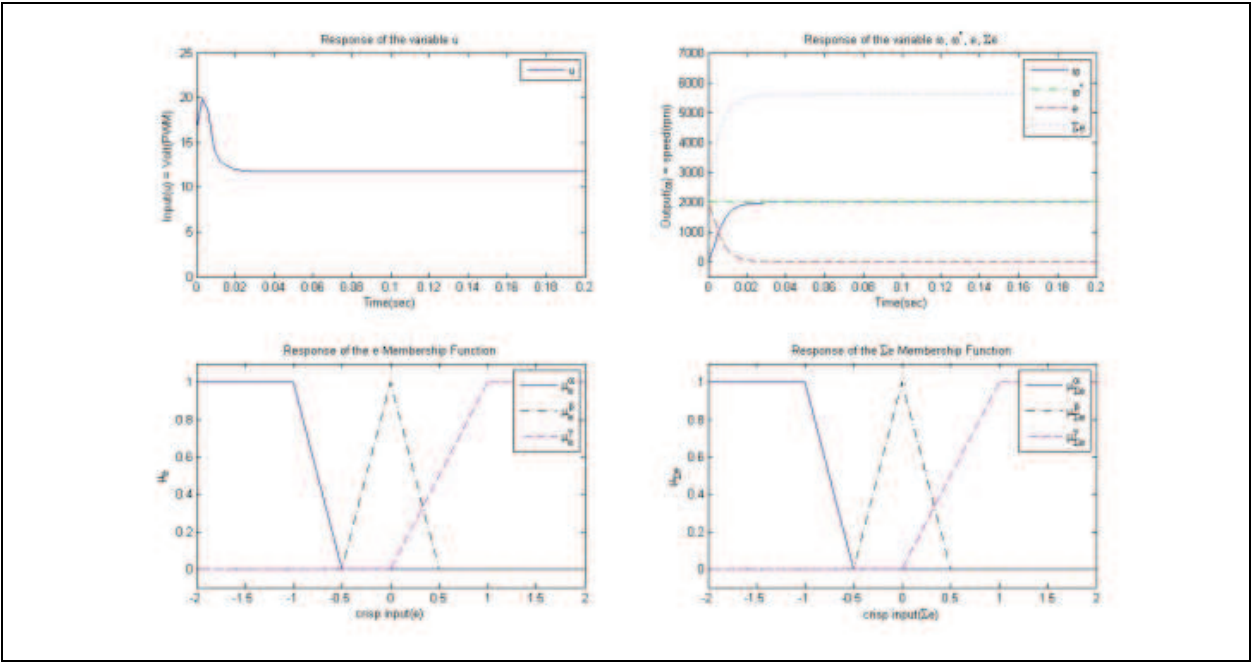 Response of the variable u
25
20
15
10
5
0
Input(u) = Volt(PWM)
u
0 0.02 0.04 0.06 0.08 0.1 0.12 0.14 0.16 0.18 0.2
Time(sec)
Response of the variable ω, ω*, e, Σe
7000
6000
5000
4000
3000
2000
1000
0
Output(ω) = speed(rpm)
ω
ω*
e
Σe
0 0.02 0.04 0.06 0.08 0.1 0.12 0.14 0.16 0.18 0.2
Time(sec)
Response of the e Membership Function
1
0.8
0.6
0.4
0.2
0
μe
-2 -1.5 -1 -0.5 0 0.5 1 1.5 2
crisp input(e)
Response of the Σe Membership Function
1
0.8
0.6
0.4
0.2
0
μΣe
-2 -1.5 -1 -0.5 0 0.5 1 1.5 2
crisp input(Σe)